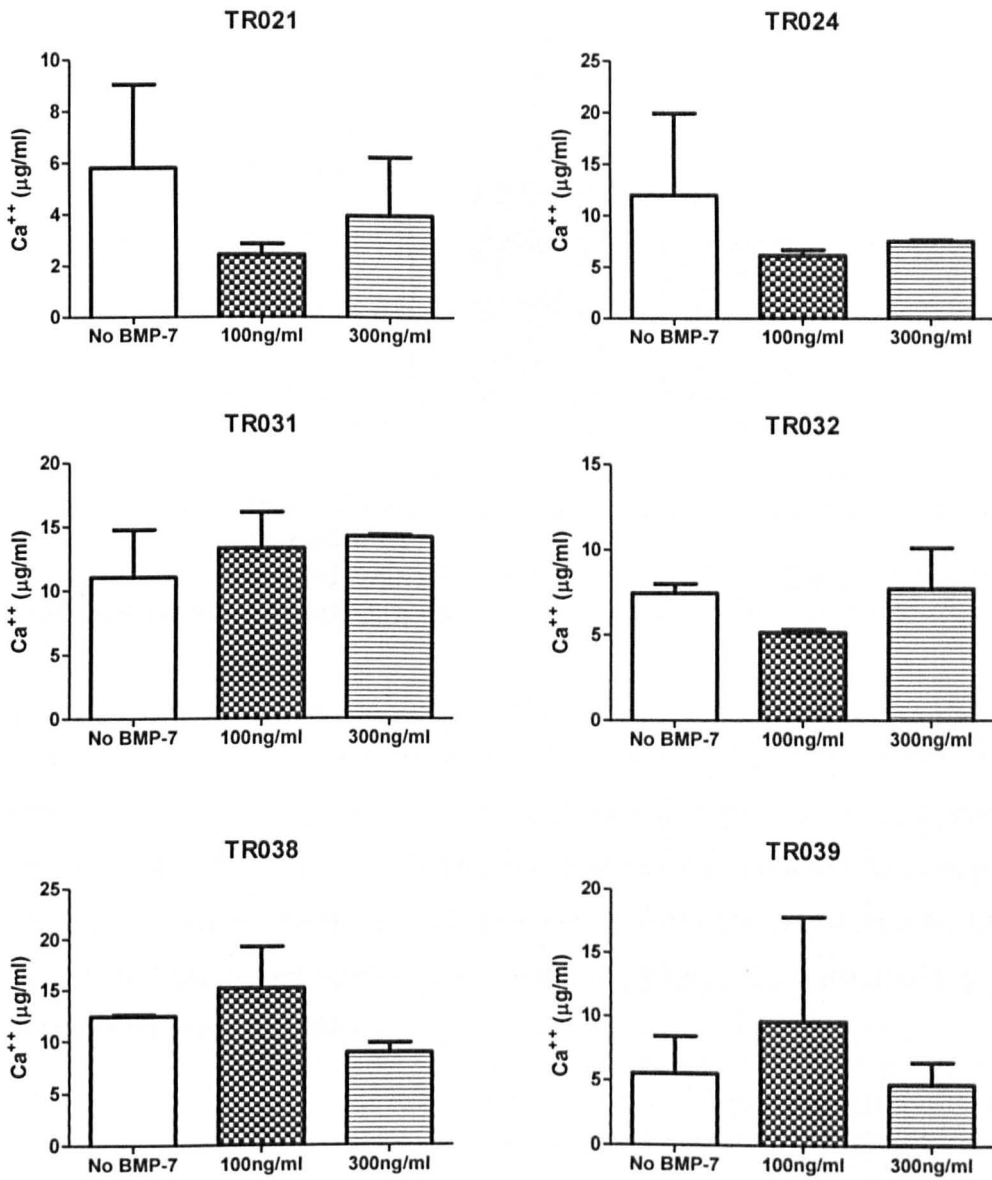 TR021
Ca++ (µg/ml)
10
8
6
4
2
0
No BMP-7 100ng/ml 300ng/ml
TR024
Ca++ (µg/ml)
25
20
15
10
5
0
No BMP-7 100ng/ml 300ng/ml
TR031
Ca++ (µg/ml)
20
15
10
5
0
No BMP-7 100ng/ml 300ng/ml
TR032
Ca++ (µg/ml)
15
10
5
0
No BMP-7 100ng/ml 300ng/ml
TR038
Ca++ (µg/ml)
25
20
15
10
5
0
No BMP-7 100ng/ml 300ng/ml
TR039
Ca++ (µg/ml)
20
15
10
5
0
No BMP-7 100ng/ml 300ng/ml